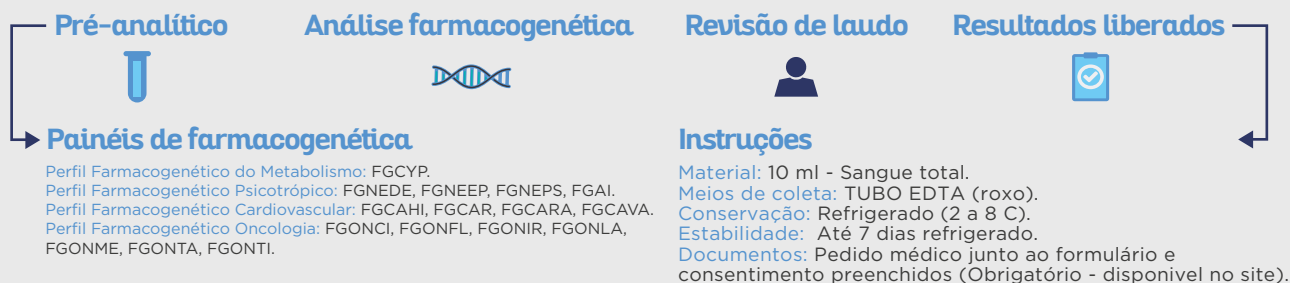 Pré-analítico
Análise farmacogenética
Revisão de laudo
Resultados liberados
Painéis de farmacogenética
Perfil Farmacogenético do Metabolismo: FGCYP.
Perfil Farmacogenético Psicotrópico: FGNEDE, FGNEEP, FGNEPS, FGAI.
Perfil Farmacogenético Cardiovascular: FGCAHI, FGCAR, FGCARA, FGCAVA.
Perfil Farmacogenético Oncologia: FGONCI, FGONFL, FGONIR, FGONLA,
FGONME, FGONTA, FGONTI.
Instruções
Material: 10 ml - Sangue total.
Meios de coleta: TUBO EDTA (roxo).
Conservação: Refrigerado (2 a 8 C).
Estabilidade: Até 7 dias refrigerado.
Documentos: Pedido médico junto ao formulário e
consentimento preenchidos (Obrigatório - disponivel no site).